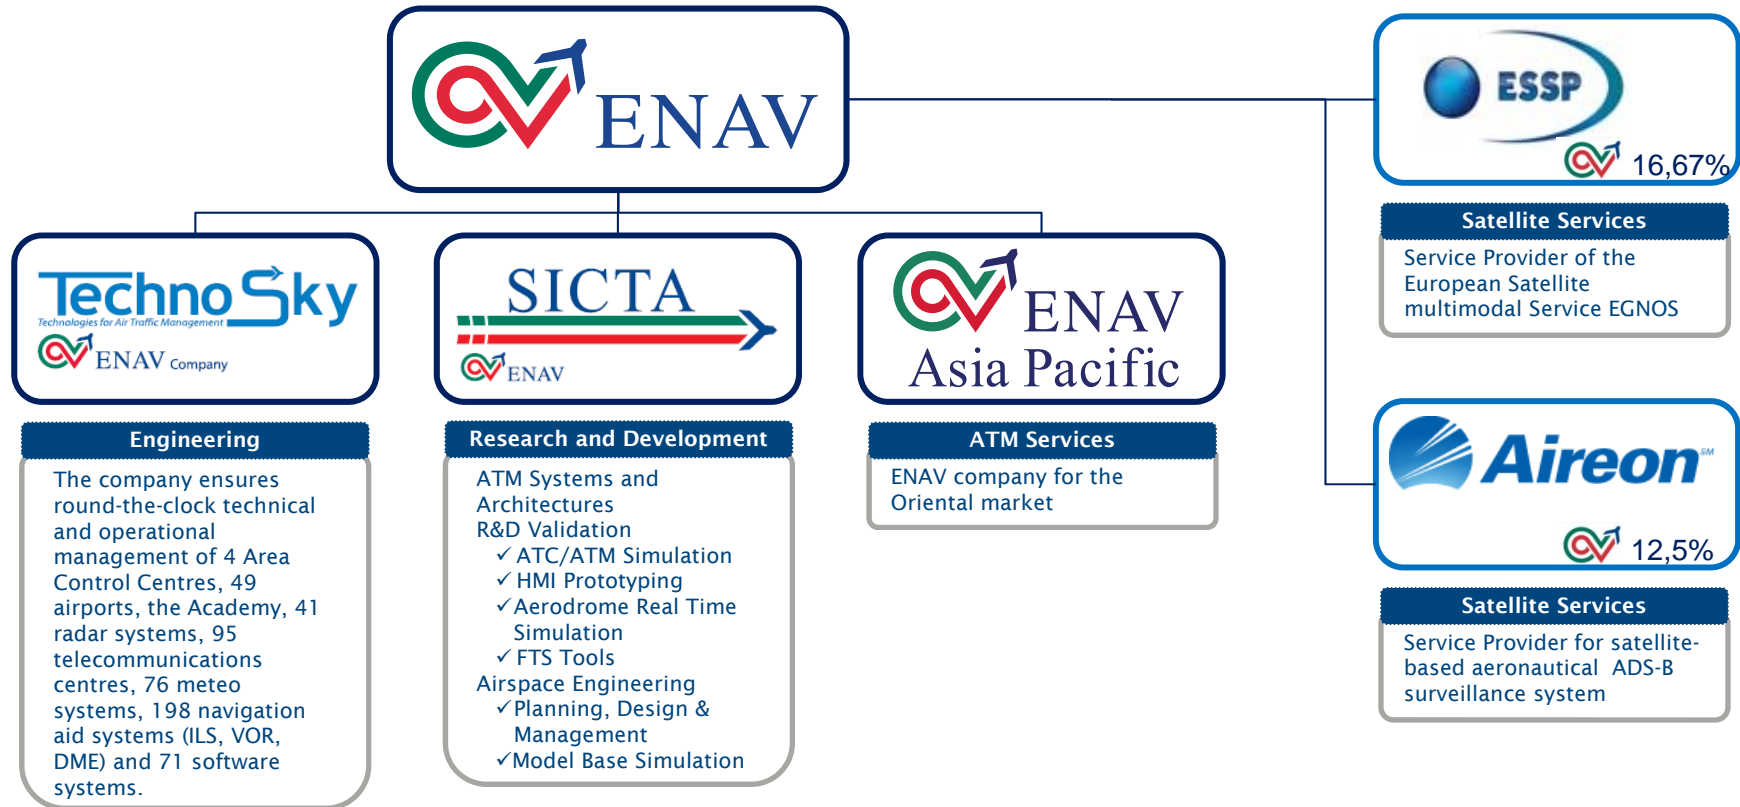 ENAV
ESSP
16,67%
Satellite Services
Service Provider of the
European Satellite
multimodal Service EGNOS
TechnoSky
Technologies for Air Traffic Management
ENAV Company
SICTA
ENAV
ENAV
Asia Pacific
Engineering
The company ensures
round-the-clock technical
and operational
management of 4 Area
Control Centres, 49
airports, the Academy, 41
radar systems, 95
telecommunications
centres, 76 meteo
systems, 198 navigation
aid systems (ILS, VOR,
DME) and 71 software
systems.
Research and Development
ATM Systems and
Architectures
R&D Validation
✓ ATC/ATM Simulation
✓ HMI Prototyping
✓ Aerodrome Real Time
Simulation
✓ FTS Tools
Airspace Engineering
✓ Planning, Design &
Management
✓ Model Base Simulation
ATM Services
ENAV company for the
Oriental market
Aireon SM
12,5%
Satellite Services
Service Provider for satellite-
based aeronautical ADS-B
surveillance system